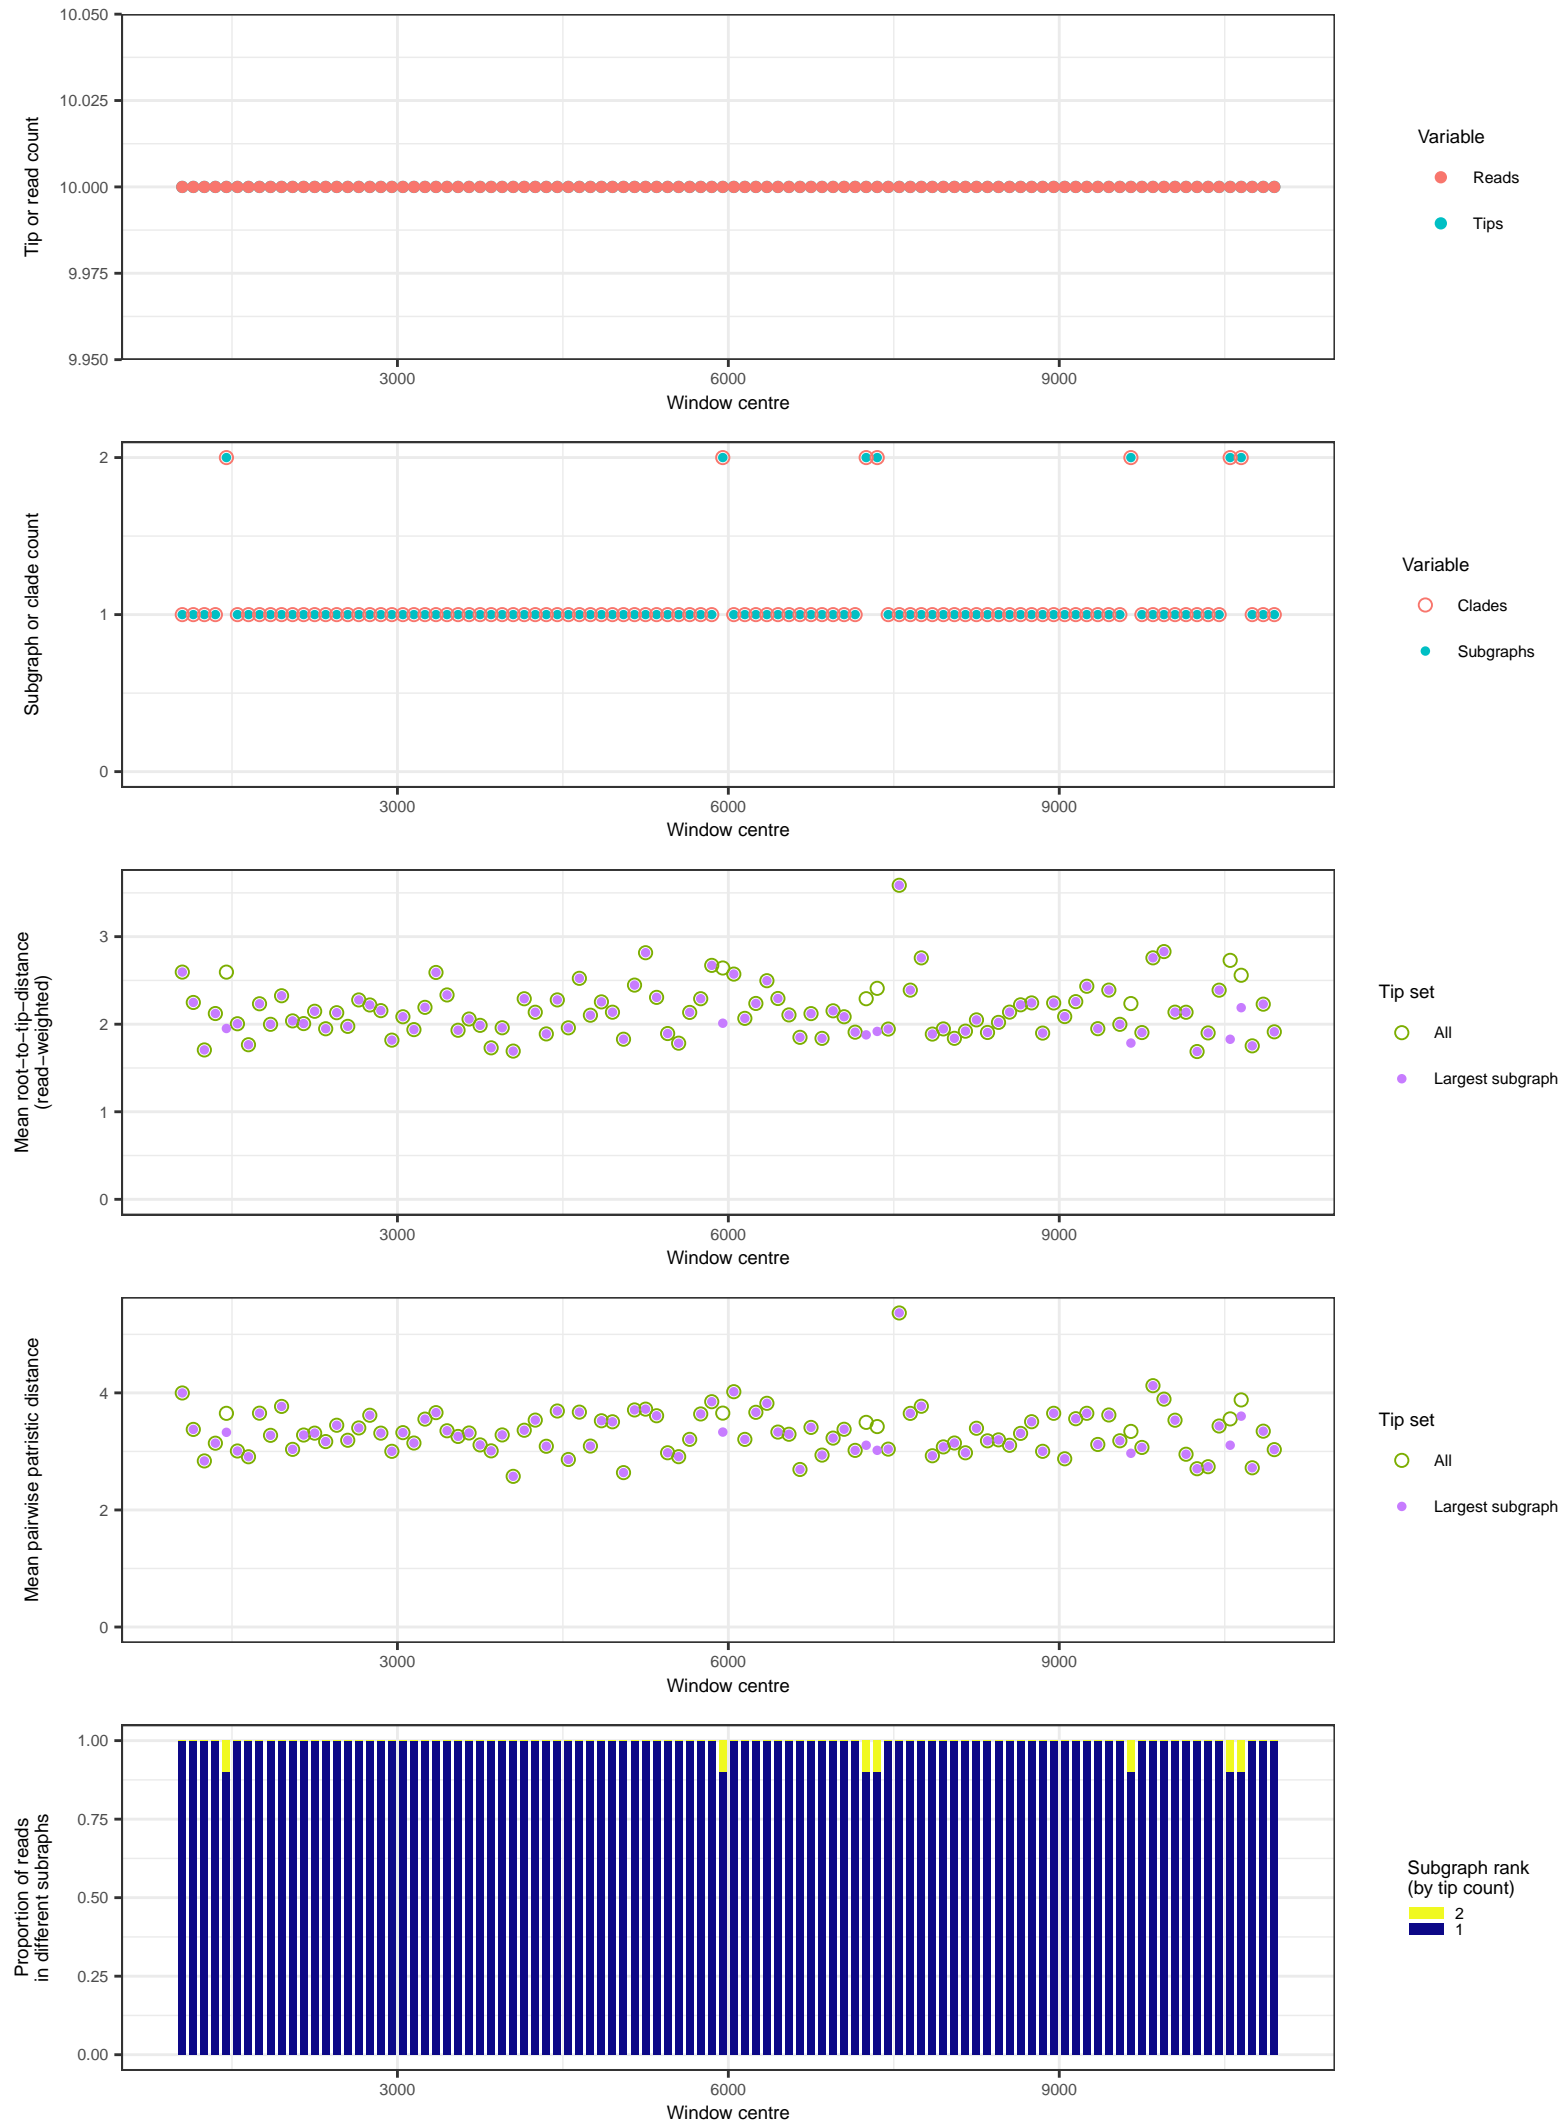 10.050
10.025
10.000
9.975
9.950
Tip or read count
3000 6000 9000
Window centre
Variable
Reads
Tips
2
1
0
Subgraph or clade count
3000 6000 9000
Window centre
Variable
Clades
Subgraphs
3
2
1
0
Mean root−to−tip−distance
(read−weighted)
3000 6000 9000
Window centre
Tip set
All
Largest subgraph
4
2
0
Mean pairwise patristic distance
3000 6000 9000
Window centre
Tip set
All
Largest subgraph
1.00
0.75
0.50
0.25
0.00
Proportion of reads
in different subraphs
3000 6000 9000
Window centre
Subgraph rank
(by tip count)
2
1